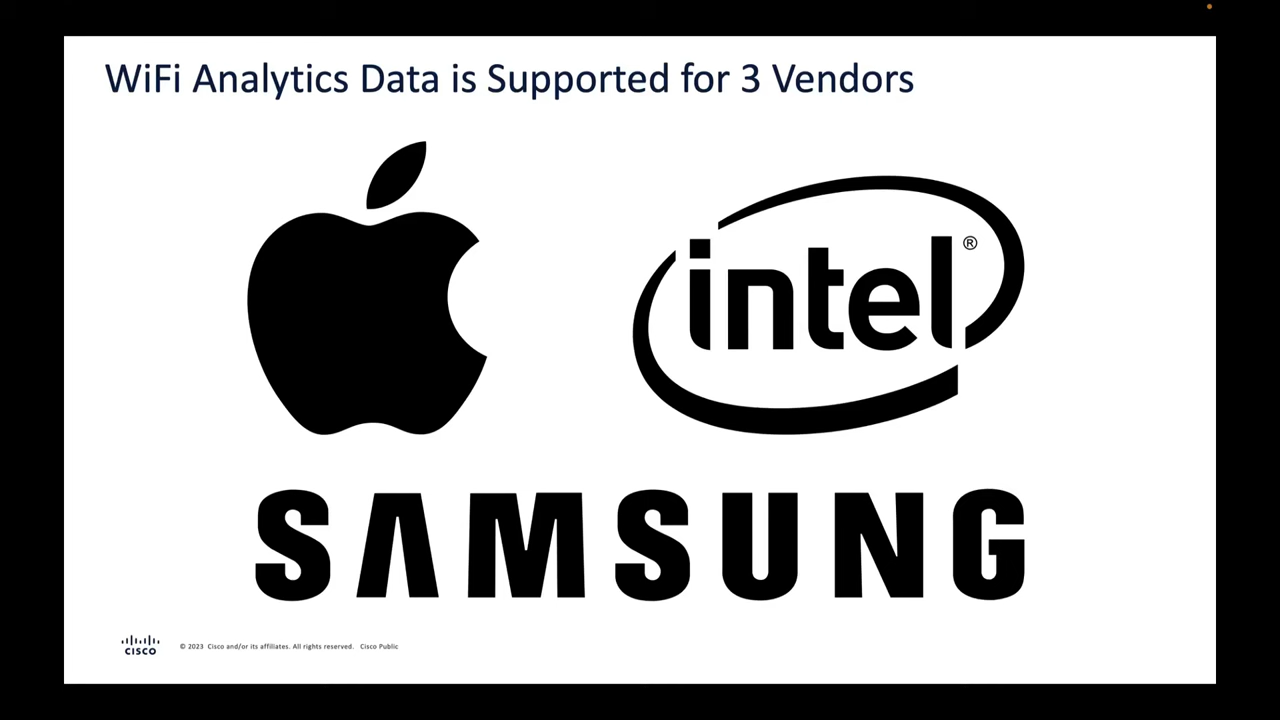 WiFi Analytics Data is Supported for 3 Vendors
intel®
SAMSUNG
CISCO
© 2023 Cisco and/or its affiliates. All rights reserved. Cisco Public